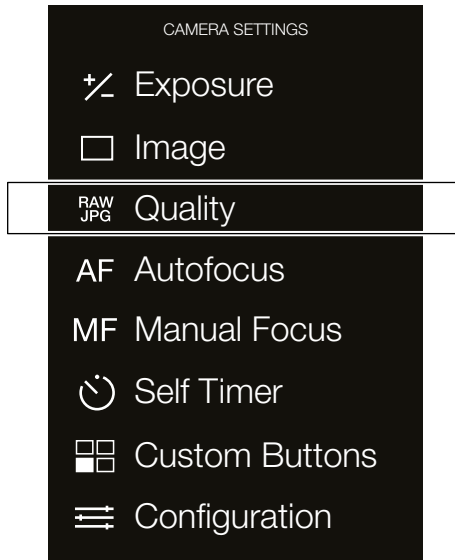 CAMERA SETTINGS
+/- Exposure
Image
RAW JPG Quality
AF Autofocus
MF Manual Focus
Self Timer
Custom Buttons
Configuration